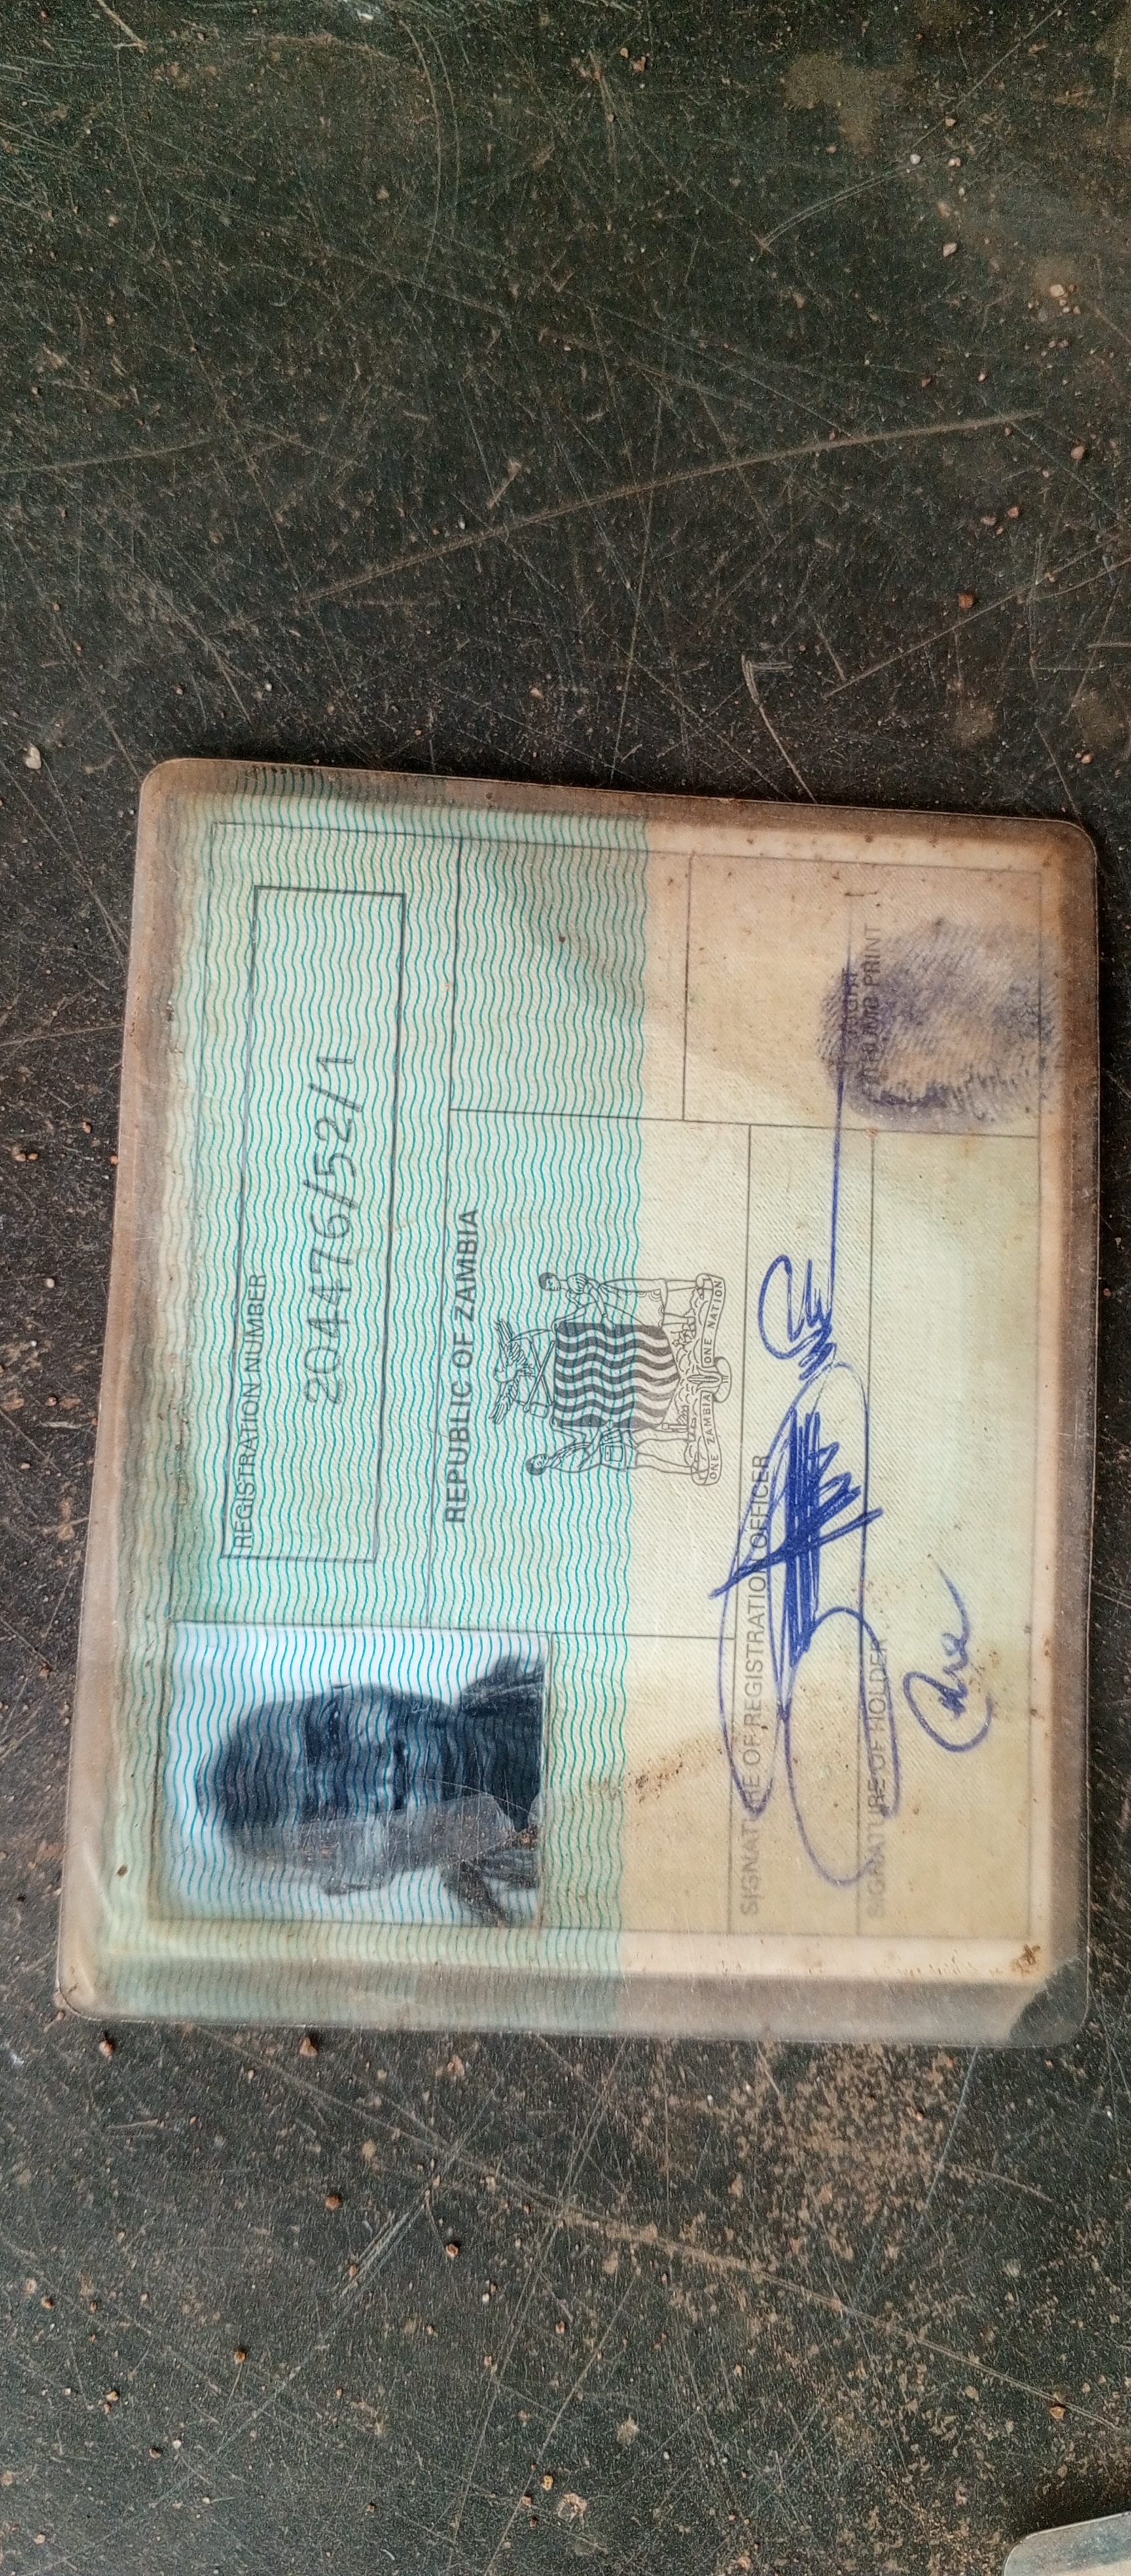 REGISTRATION NUMBER
204476/52/1
REPUBLIC OF ZAMBIA
ONE ZAMBIA ONE NATION
SIGNATURE OF REGISTRATION OFFICER
SIGNATURE OF HOLDER
THUMB PRINT